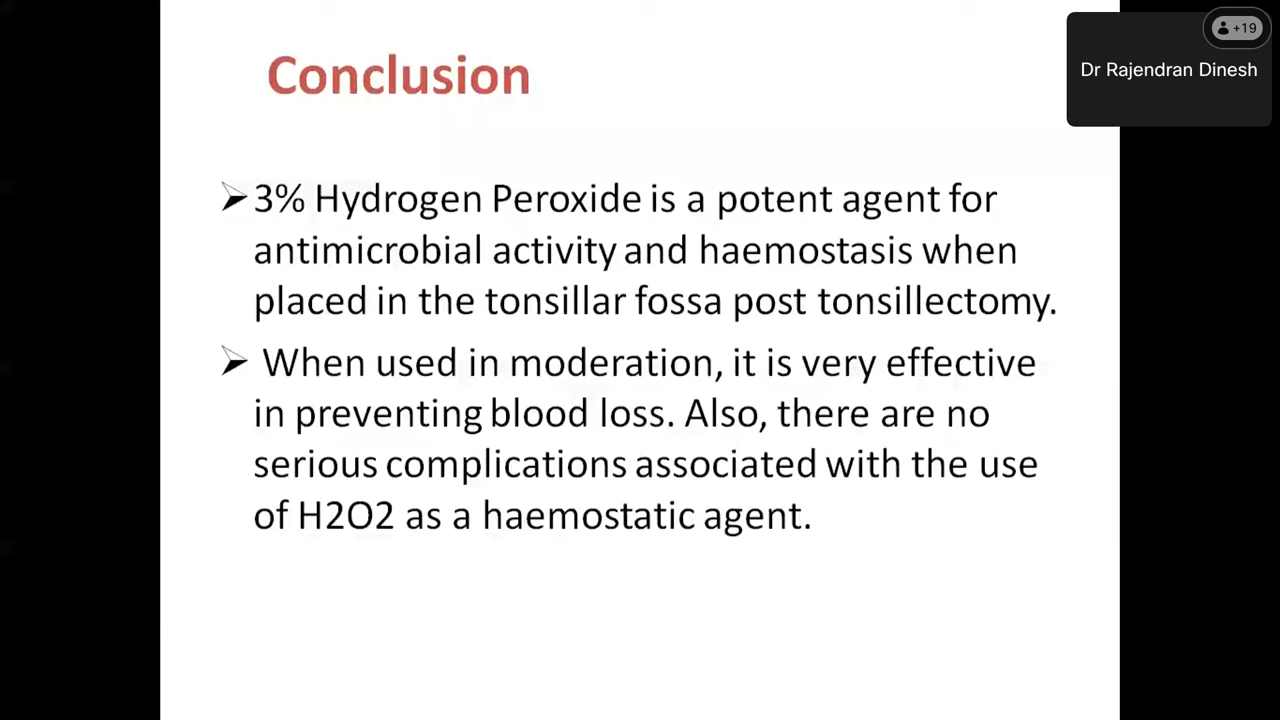 Conclusion
+19
Dr Rajendran Dinesh
➢3% Hydrogen Peroxide is a potent agent for
antimicrobial activity and haemostasis when
placed in the tonsillar fossa post tonsillectomy.
➢ When used in moderation, it is very effective
in preventing blood loss. Also, there are no
serious complications associated with the use
of H2O2 as a haemostatic agent.